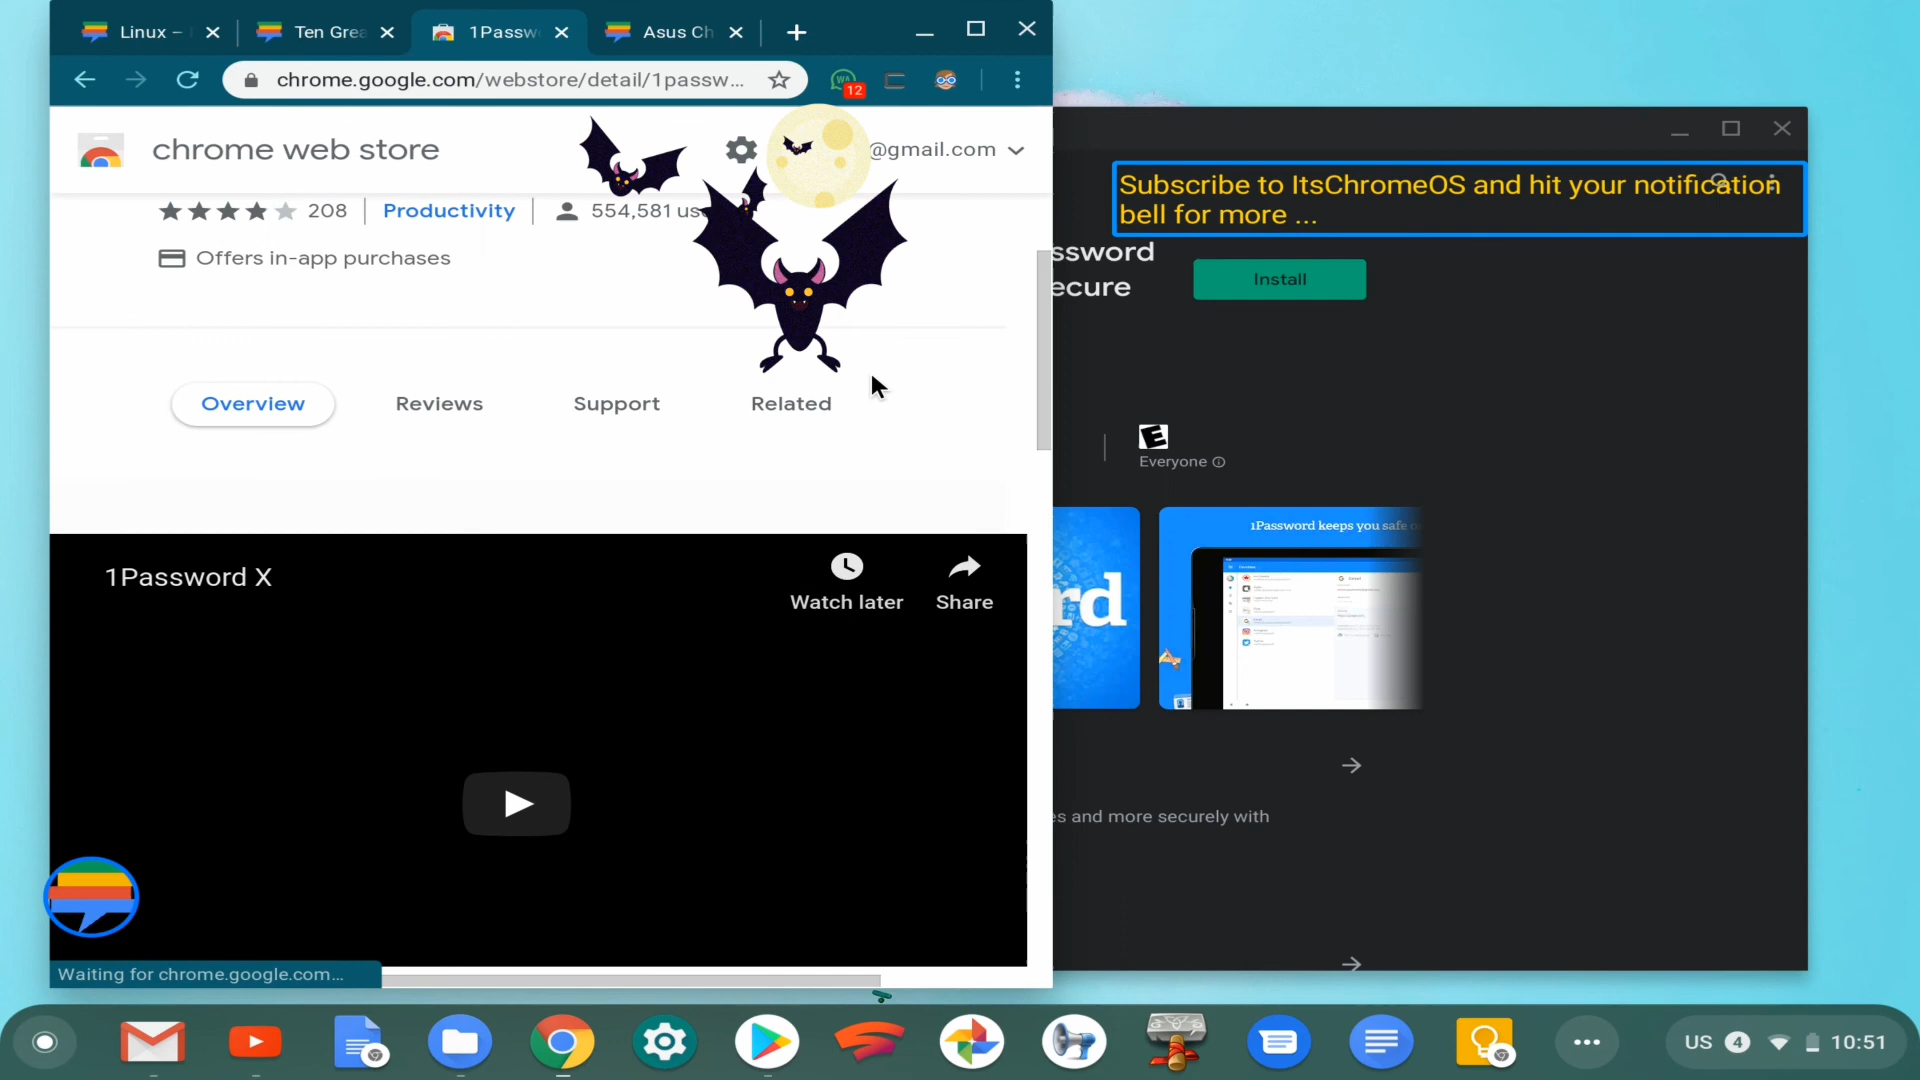 Linux –
Ten Grea
1Passw
Asus Ch
chrome.google.com/webstore/detail/1passw...
WA
12
chrome web store
@gmail.com
Subscribe to ItsChromeOS and hit your notification
bell for more ...
208
Productivity
554,581 us
Offers in-app purchases
ssword
ecure
Install
Overview
Reviews
Support
Related
E
Everyone
1Password keeps you safe o
rd
1Password X
Watch later
Share
es and more securely with
Waiting for chrome.google.com...
US
4
10:51